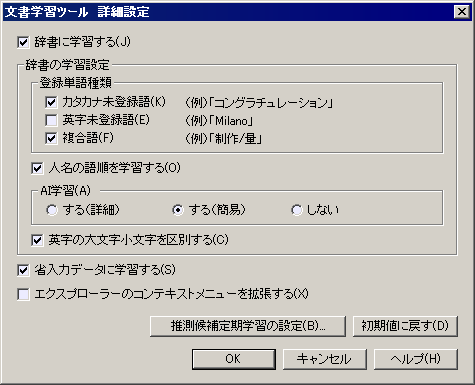 文書学習ツール 詳細設定
辞書に学習する(J)
辞書の学習設定
登録単語種類
カタカナ未登録語(K) (例)「コングラチュレーション」
英字未登録語(E) (例)「Milano」
複合語(F) (例)「制作/量」
人名の語順を学習する(O)
AI学習(A)
する(詳細) する(簡易) しない
英字の大文字小文字を区別する(C)
省入力データに学習する(S)
エクスプローラーのコンテキストメニューを拡張する(X)
推測候補定期学習の設定(B)... 初期値に戻す(D)
OK キャンセル ヘルプ(H)